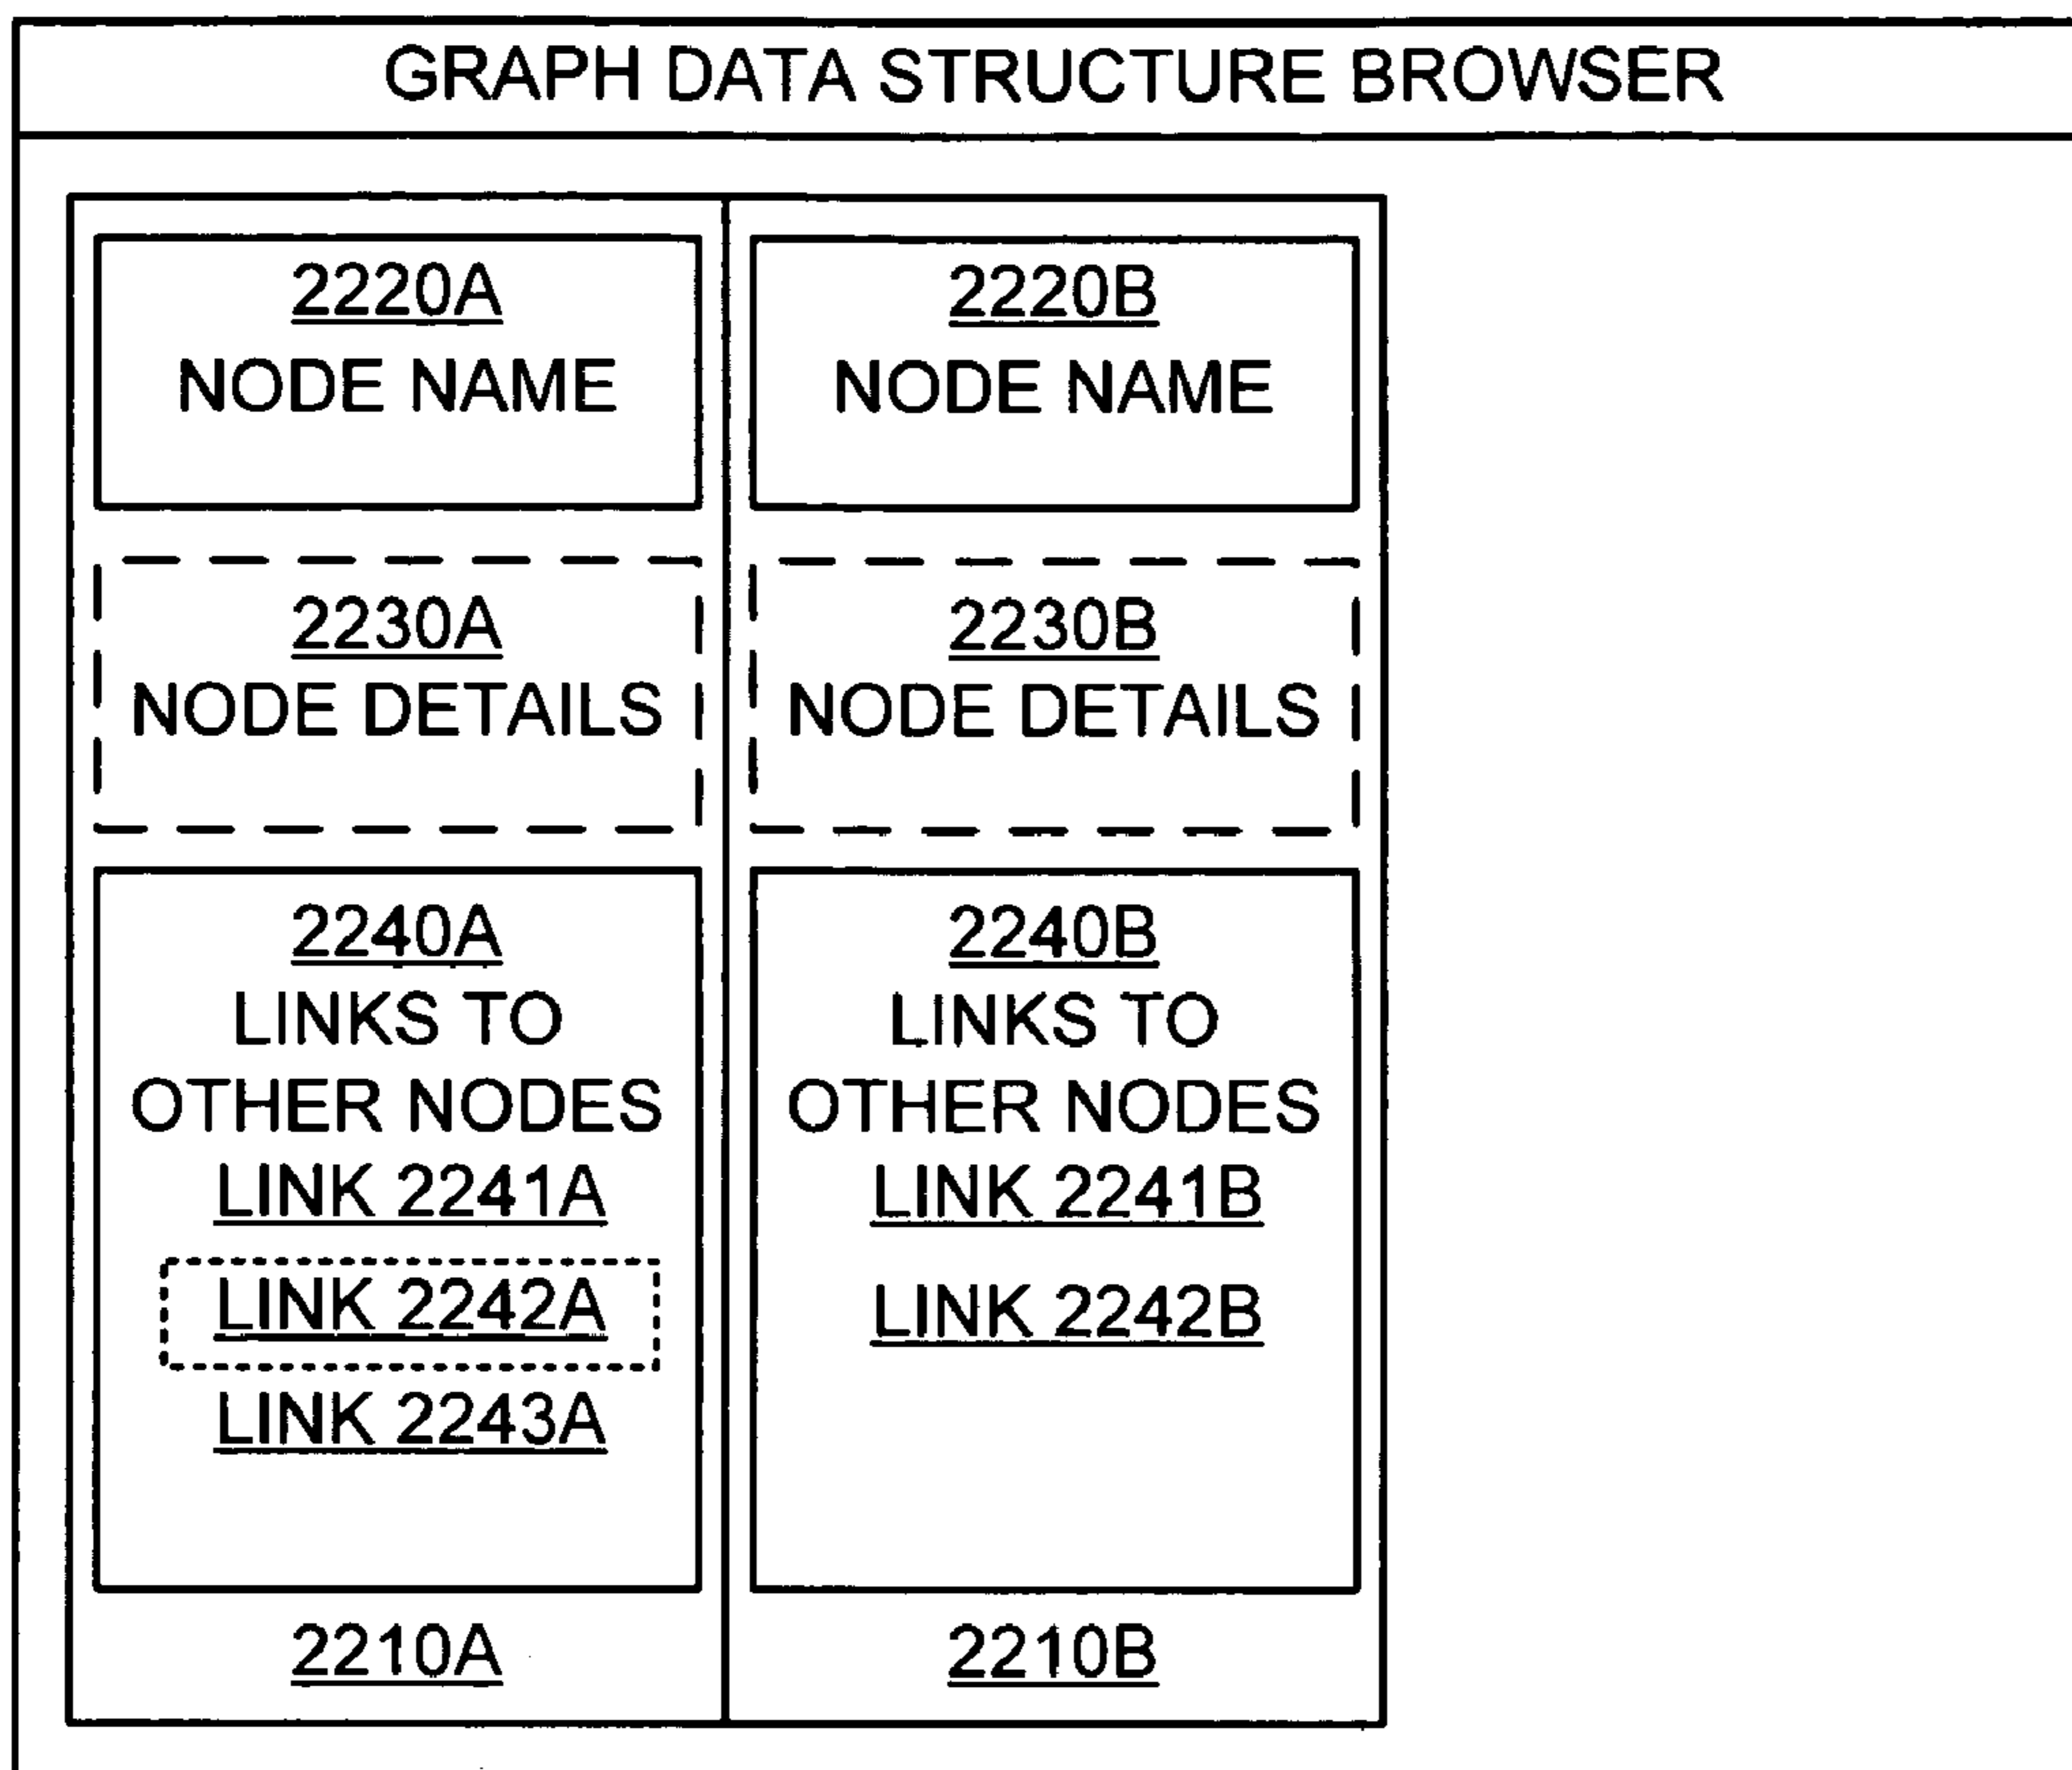 GRAPH DATA STRUCTURE BROWSER
2220A
NODE NAME
2230A
NODE DETAILS
2240A
LINKS TO
OTHER NODES
LINK 2241A
LINK 2242A
LINK 2243A
2210A
2220B
NODE NAME
2230B
NODE DETAILS
2240B
LINKS TO
OTHER NODES
LINK 2241B
LINK 2242B
2210B